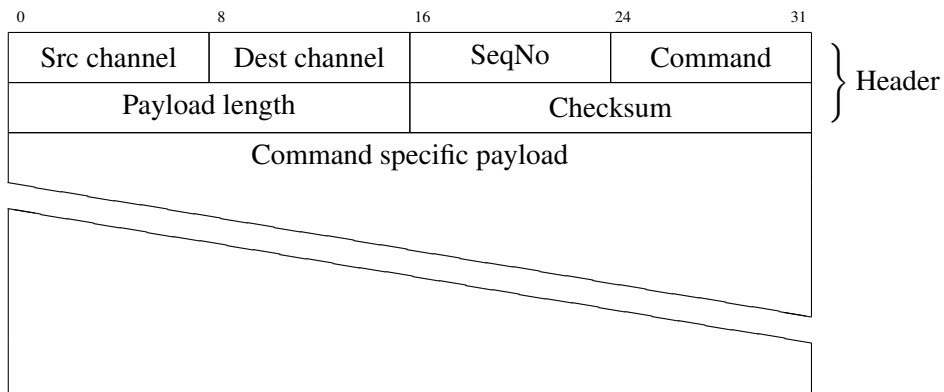 0 8 16 24 31
Src channel Dest channel SeqNo Command
Header
Payload length Checksum
Command specific payload